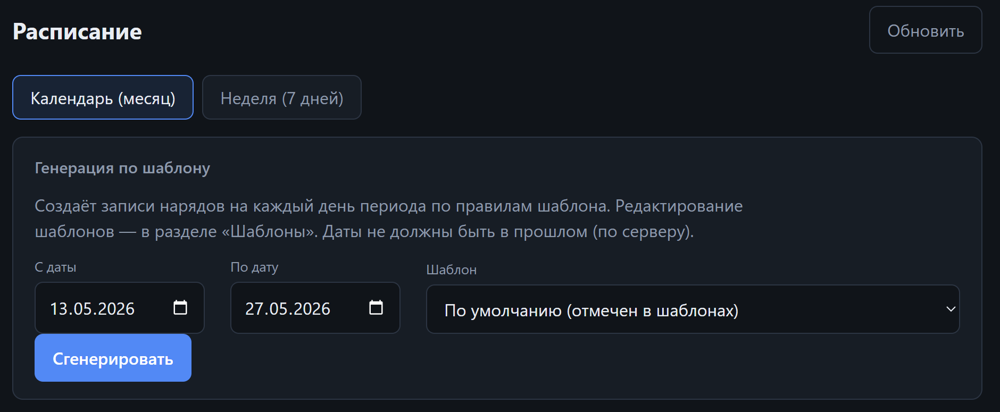 Расписание
Обновить
Календарь (месяц)
Неделя (7 дней)
Генерация по шаблону
Создаёт записи нарядов на каждый день периода по правилам шаблона. Редактирование
шаблонов — в разделе «Шаблоны». Даты не должны быть в прошлом (по серверу).
С даты
По дату
Шаблон
13.05.2026
27.05.2026
По умолчанию (отмечен в шаблонах)
Сгенерировать